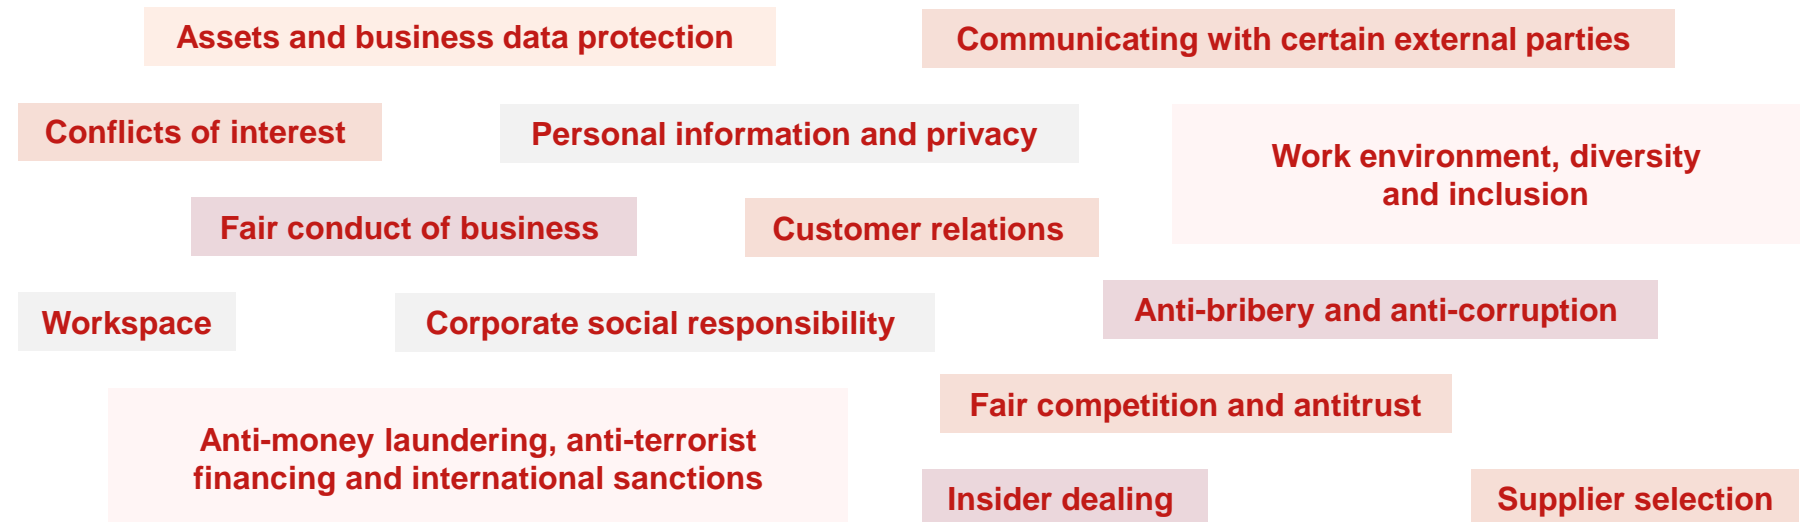 Assets and business data protection
Communicating with certain external parties
Conflicts of interest
Personal information and privacy
Work environment, diversity
and inclusion
Fair conduct of business
Customer relations
Workspace
Corporate social responsibility
Anti-bribery and anti-corruption
Fair competition and antitrust
Anti-money laundering, anti-terrorist
financing and international sanctions
Insider dealing
Supplier selection